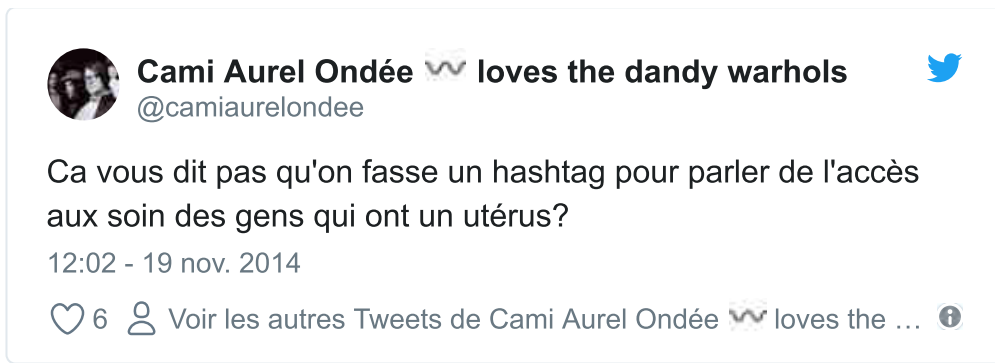 Cami Aurel Ondée 〰 loves the dandy warhols
@camiaurelondee
Ca vous dit pas qu'on fasse un hashtag pour parler de l'accès
aux soin des gens qui ont un utérus?
12:02 - 19 nov. 2014
6 Voir les autres Tweets de Cami Aurel Ondée 〰 loves the …